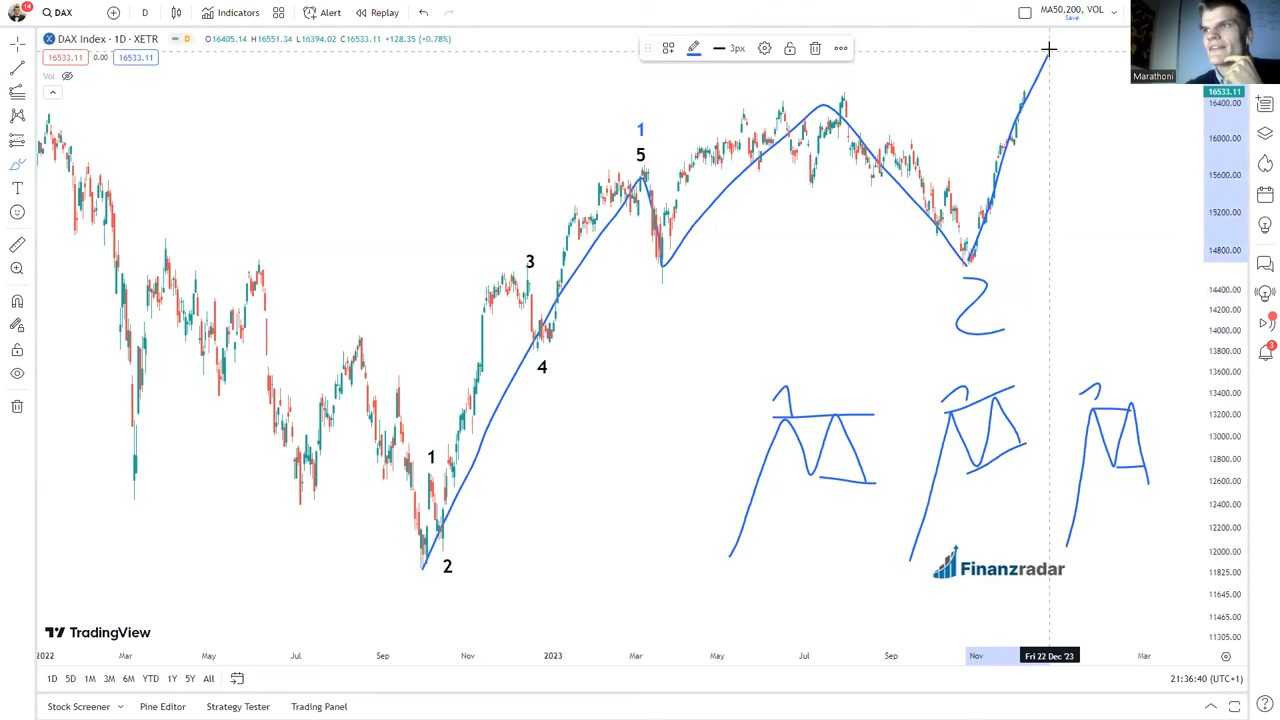 14
DAX
D
Indicators
Alert
Replay
MA50,200, VOL
Save
DAX Index · 1D · XETR
D
O16405.14 H16551.34 L16394.02 C16533.11 +128.35 (+0.78%)
16533.11
0.00
16533.11
Vol
3px
Marathoni
16533.11
16400.00
16000.00
15600.00
15200.00
14800.00
14400.00
14000.00
13800.00
13400.00
13200.00
13000.00
12800.00
12600.00
12400.00
12200.00
12000.00
11825.00
11645.00
11465.00
11305.00
1
5
3
4
1
2
2
Finanzradar
TradingView
2022
Mar
May
Jul
Sep
Nov
2023
Mar
May
Jul
Sep
Nov
Fri 22 Dec '23
Mar
1D 5D 1M 3M 6M YTD 1Y 5Y All
21:36:40 (UTC+1)
Stock Screener
Pine Editor
Strategy Tester
Trading Panel
3